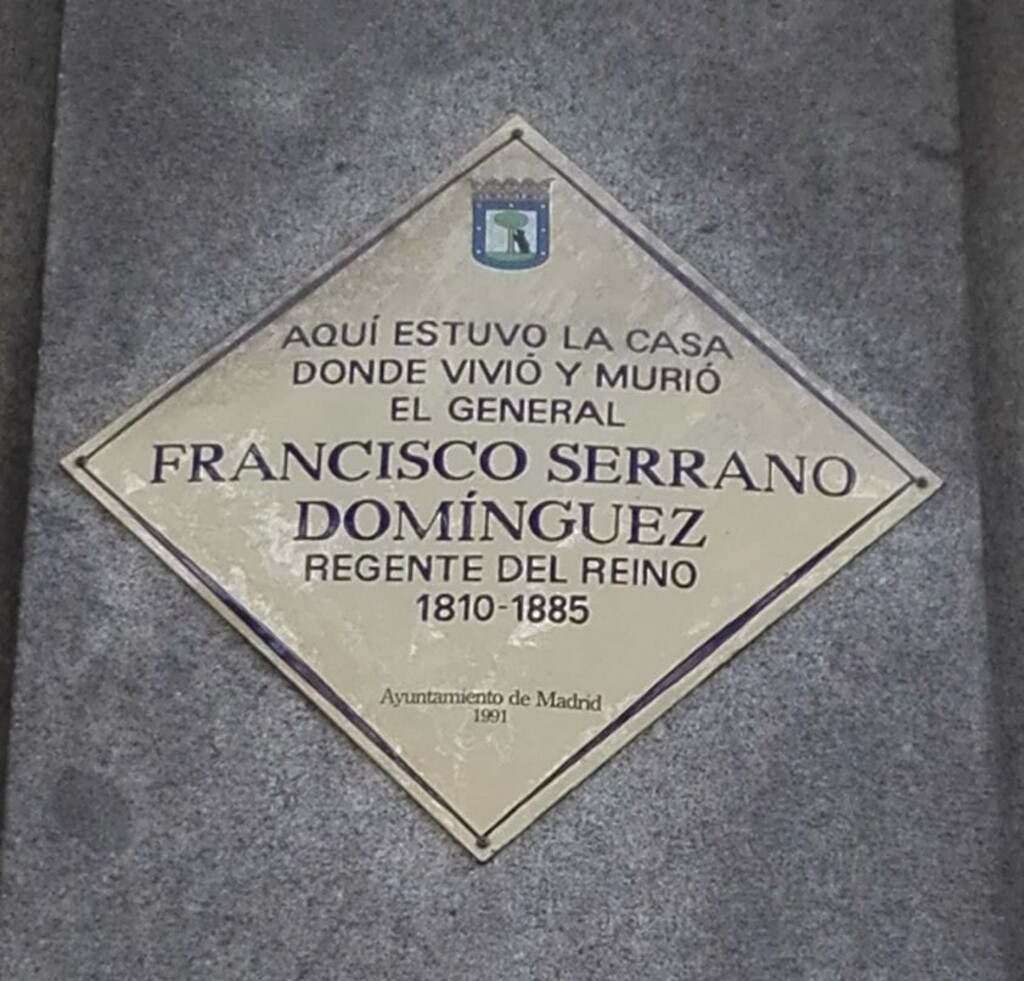 AQUÍ ESTUVO LA CASA
DONDE VIVIÓ Y MURIÓ
EL GENERAL
FRANCISCO SERRANO
DOMÍNGUEZ
REGENTE DEL REINO
1810-1885
Ayuntamiento de Madrid
1991